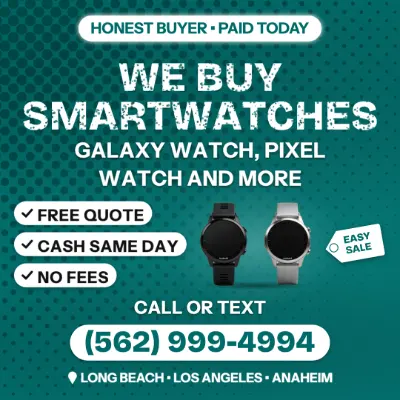 HONEST BUYER • PAID TODAY
WE BUY
SMARTWATCHES
GALAXY WATCH, PIXEL
WATCH AND MORE
✓ FREE QUOTE
✓ CASH SAME DAY
✓ NO FEES
EASY
SALE
CALL OR TEXT
(562) 999-4994
LONG BEACH • LOS ANGELES • ANAHEIM